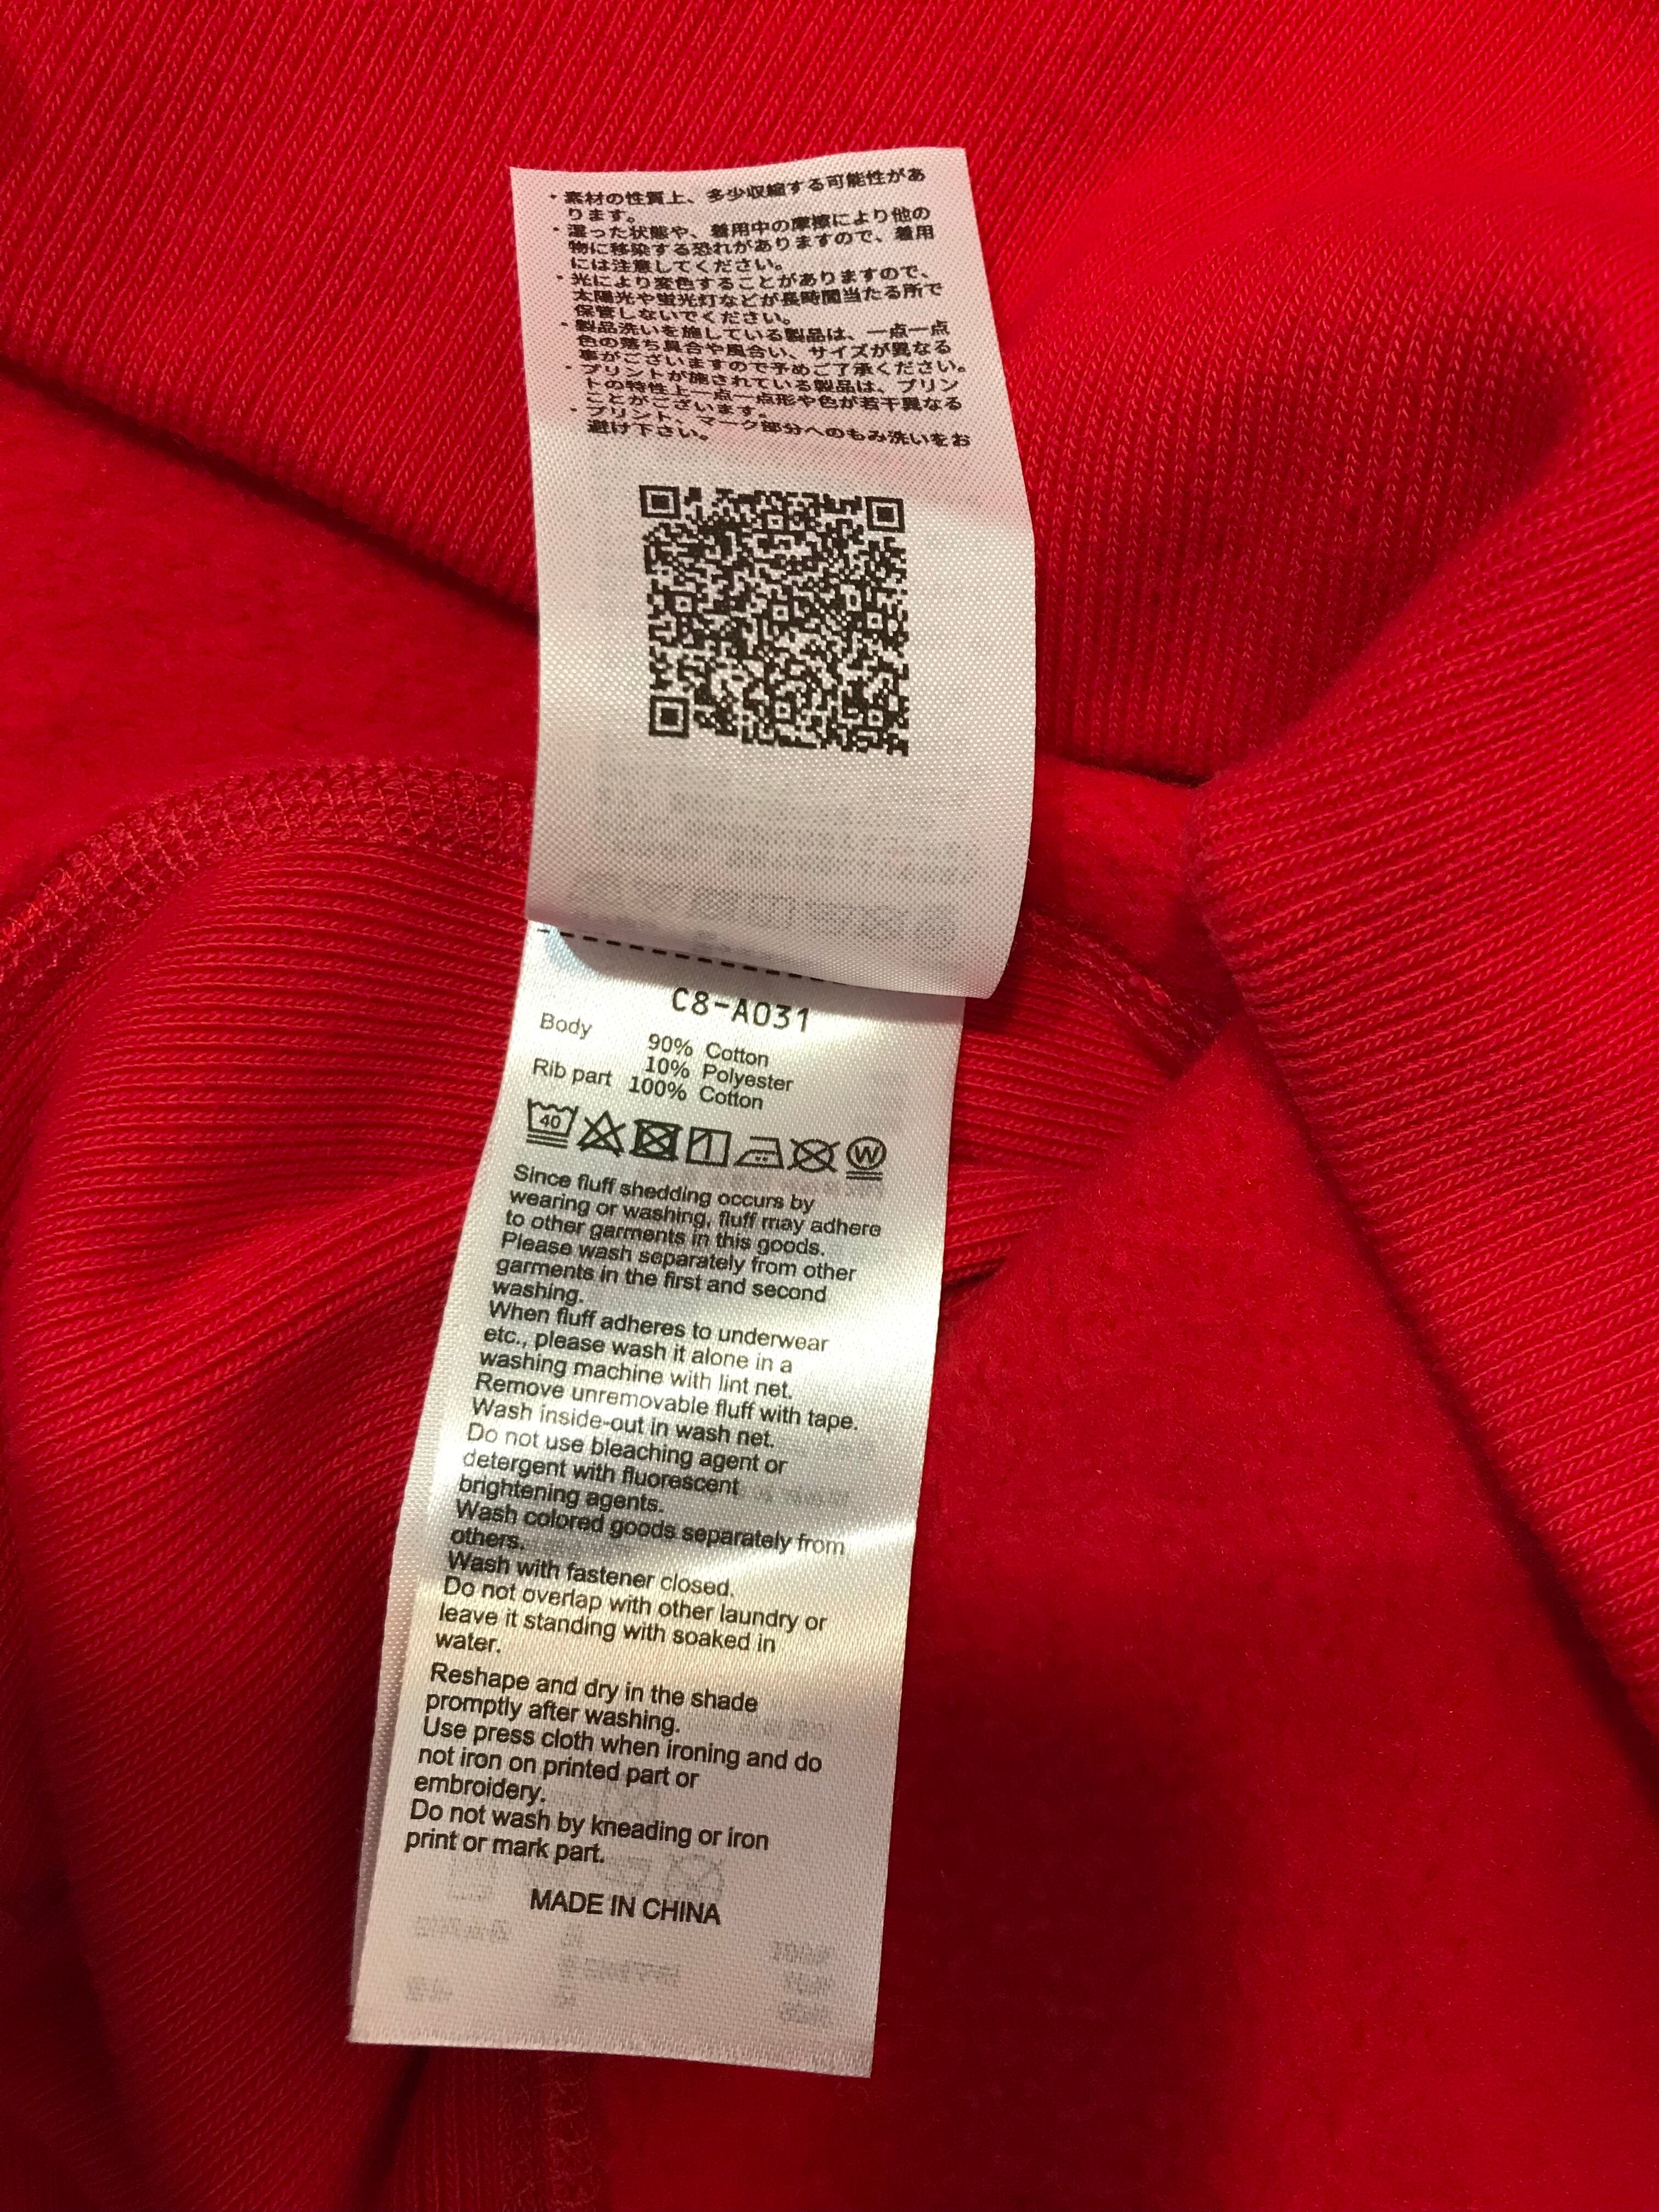 ・素材の性質上、多少収縮する可能性があ
ります。
・湿った状態や、着用中の摩擦により他の
物に移染する恐れがありますので、着用
には注意してください。
・光により変色することがありますので、
太陽光や蛍光灯などが長時間当たる所で
保管しないでください。
・製品洗いを施している製品は、一点一点
色の落ち具合や風合い、サイズが異なる
事がございますので予めご了承ください。
・プリントが施されている製品は、プリン
トの特性上一点一点形や色が若干異なる
ことがございます。
・プリント、マーク部分へのもみ洗いをお
避け下さい。
C8-A031
Body 90% Cotton
10% Polyester
Rib part 100% Cotton
40 W
Since fluff shedding occurs by
wearing or washing, fluff may adhere
to other garments in this goods.
Please wash separately from other
garments in the first and second
washing.
When fluff adheres to underwear
etc., please wash it alone in a
washing machine with lint net.
Remove unremovable fluff with tape.
Wash inside-out in wash net.
Do not use bleaching agent or
detergent with fluorescent
brightening agents.
Wash colored goods separately from
others.
Wash with fastener closed.
Do not overlap with other laundry or
leave it standing with soaked in
water.
Reshape and dry in the shade
promptly after washing.
Use press cloth when ironing and do
not iron on printed part or
embroidery.
Do not wash by kneading or iron
print or mark part.
MADE IN CHINA